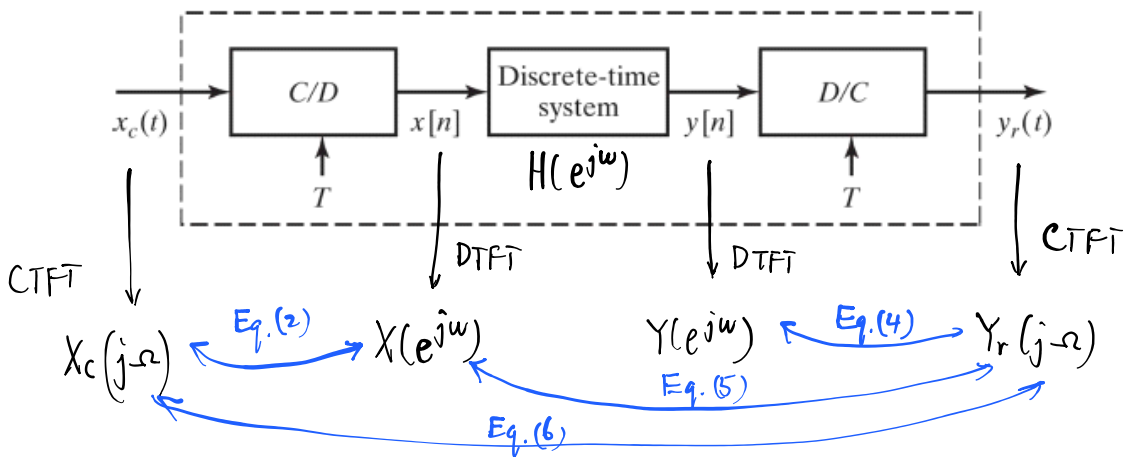 C/D
Discrete-time
system
D/C
x_c(t)
x[n]
y[n]
y_r(t)
T
H(e^{jω})
T
CTFT
DTFT
DTFT
CTFT
Eq.(2)
Eq.(4)
X_c(jΩ)
X(e^{jω})
Y(e^{jω})
Y_r(jΩ)
Eq.(5)
Eq.(6)